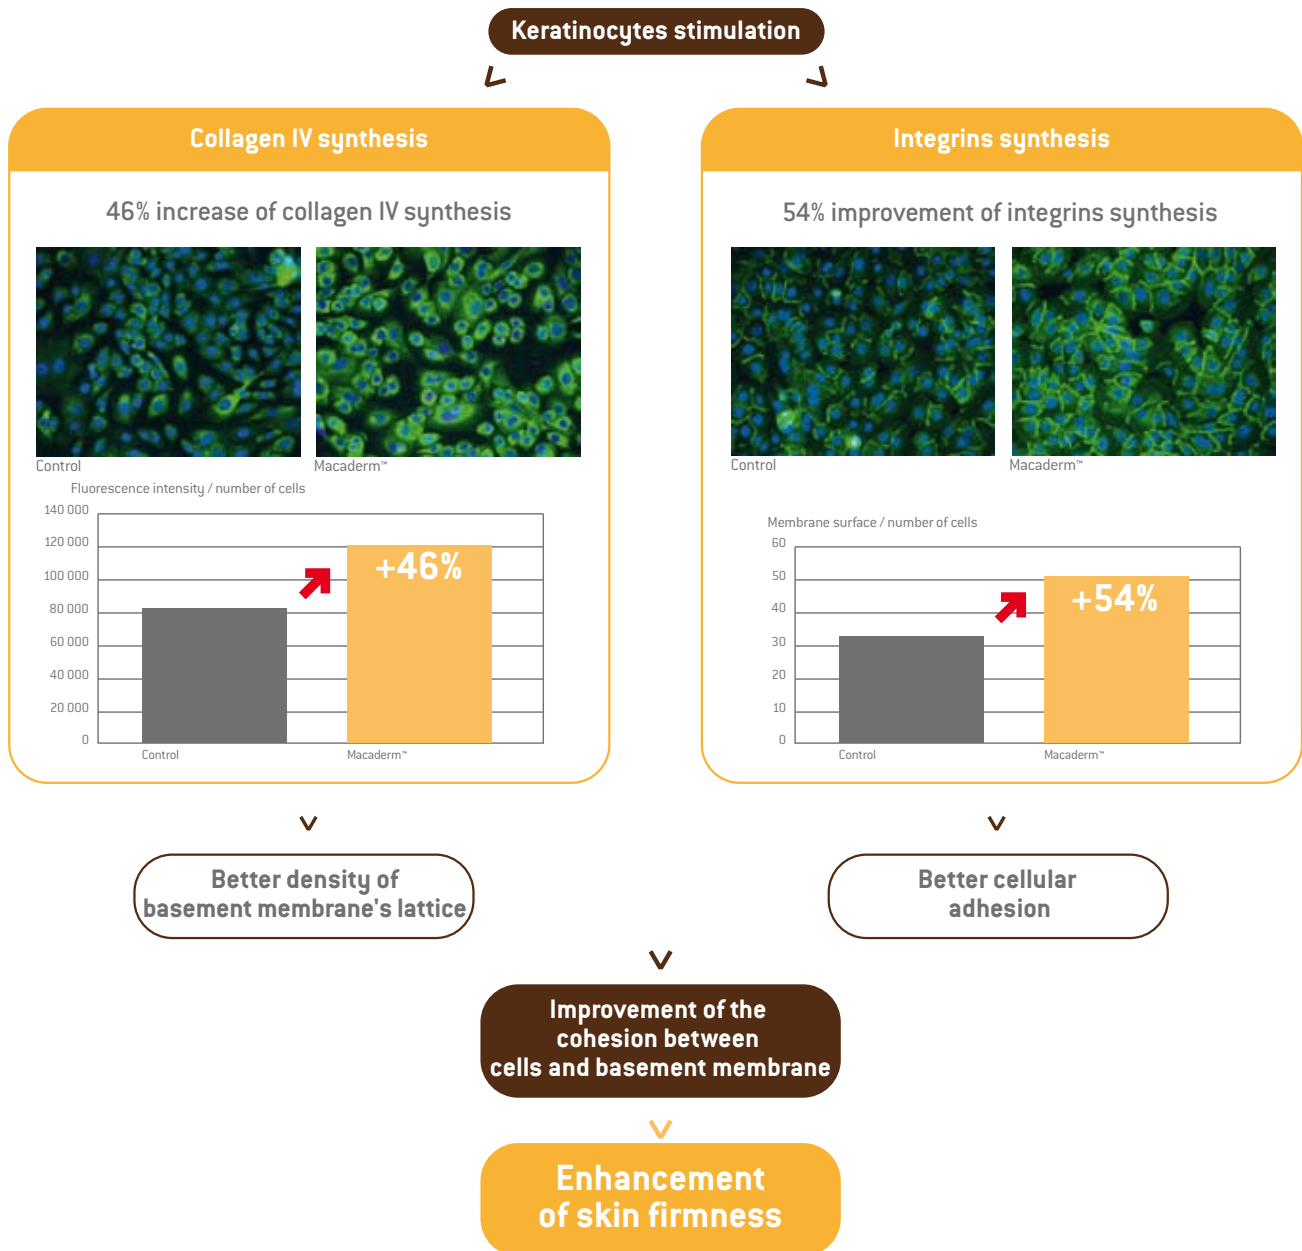 Keratinocytes stimulation
Collagen IV synthesis
46% increase of collagen IV synthesis
Control
Macaderm™
Fluorescence intensity / number of cells
140 000
120 000
100 000
80 000
60 000
40 000
20 000
0
+46%
Control
Macaderm™
Better density of
basement membrane's lattice
Integrins synthesis
54% improvement of integrins synthesis
Control
Macaderm™
Membrane surface / number of cells
60
50
40
30
20
10
0
+54%
Control
Macaderm™
Better cellular
adhesion
Improvement of the
cohesion between
cells and basement membrane
Enhancement
of skin firmness